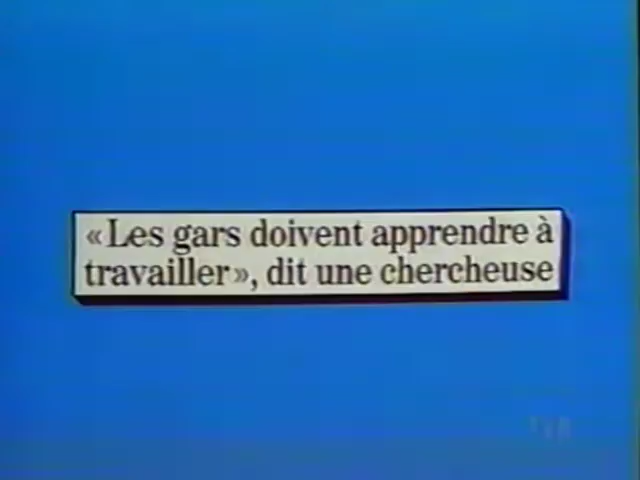 «Les gars doivent apprendre à
travailler», dit une chercheuse